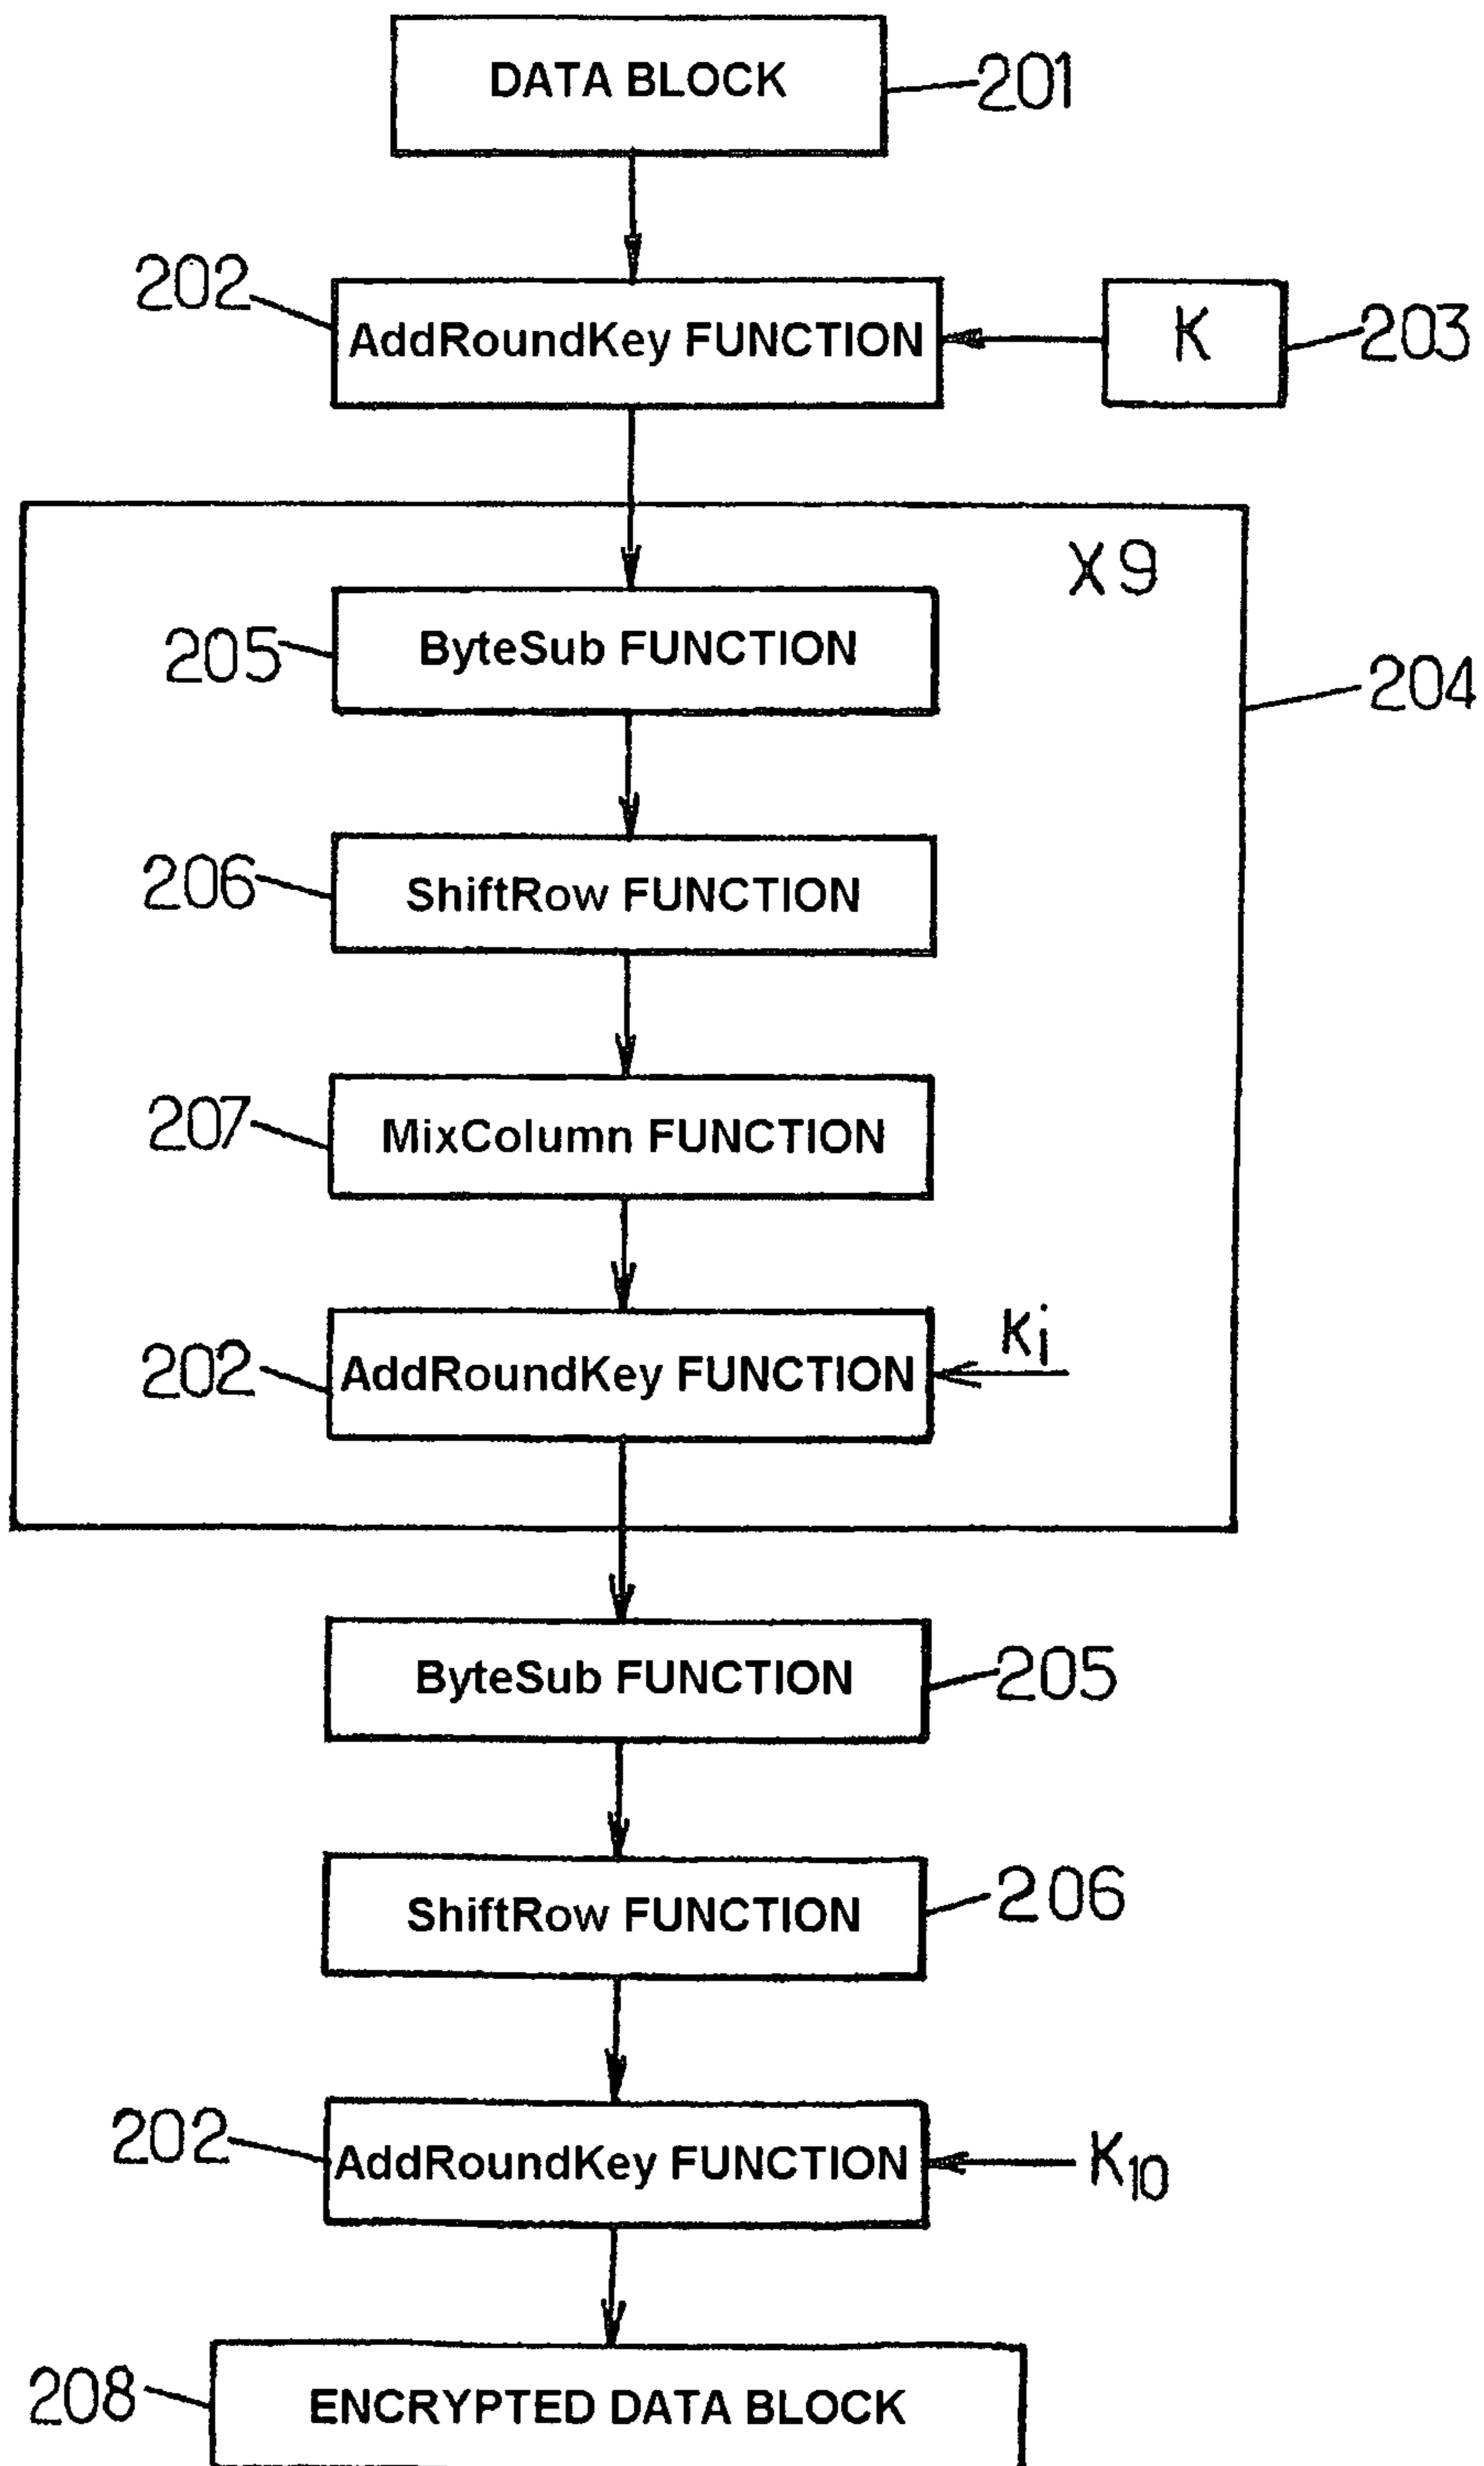 DATA BLOCK
201
202
AddRoundKey FUNCTION
K
203
X9
205
ByteSub FUNCTION
204
206
ShiftRow FUNCTION
207
MixColumn FUNCTION
202
AddRoundKey FUNCTION
Ki
ByteSub FUNCTION
205
ShiftRow FUNCTION
206
202
AddRoundKey FUNCTION
K10
208
ENCRYPTED DATA BLOCK